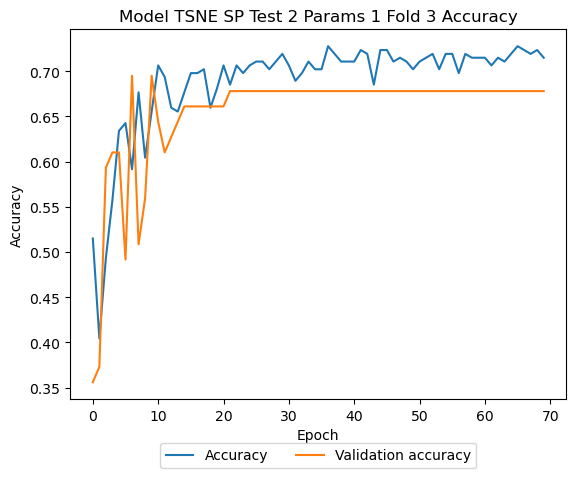 Model TSNE SP Test 2 Params 1 Fold 3 Accuracy
0.70
0.65
0.60
0.55
0.50
0.45
0.40
0.35
Accuracy
0 10 20 30 40 50 60 70
Epoch
Accuracy Validation accuracy